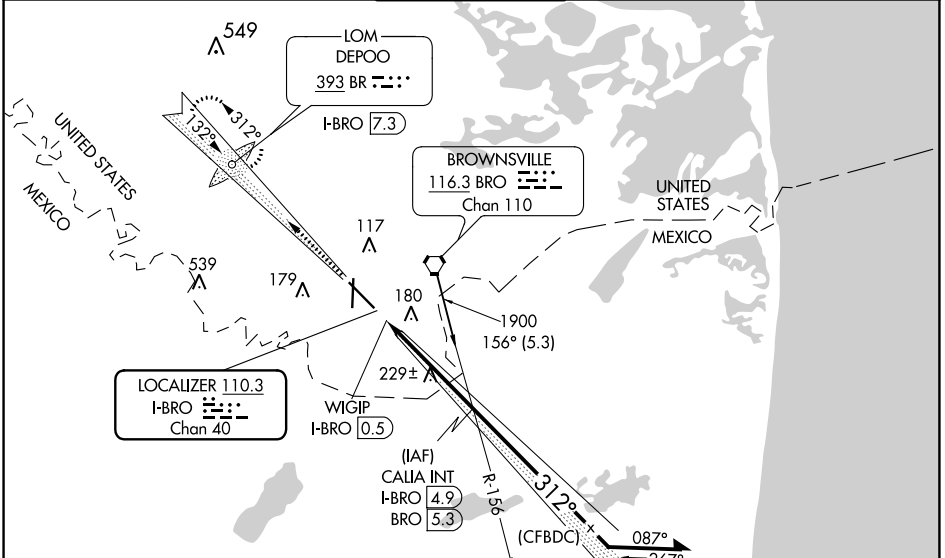 549
LOM
DEPOO
393 BR
I-BRO 7.3
312°
132°
UNITED STATES
MEXICO
BROWNSVILLE
116.3 BRO
Chan 110
UNITED
STATES
MEXICO
117
539
179
180
1900
156° (5.3)
229±
LOCALIZER 110.3
I-BRO
Chan 40
WIGIP
I-BRO 0.5
(IAF)
CALIA INT
I-BRO 4.9
BRO 5.3
R-156
312°
(CFBDC)
087°
267°